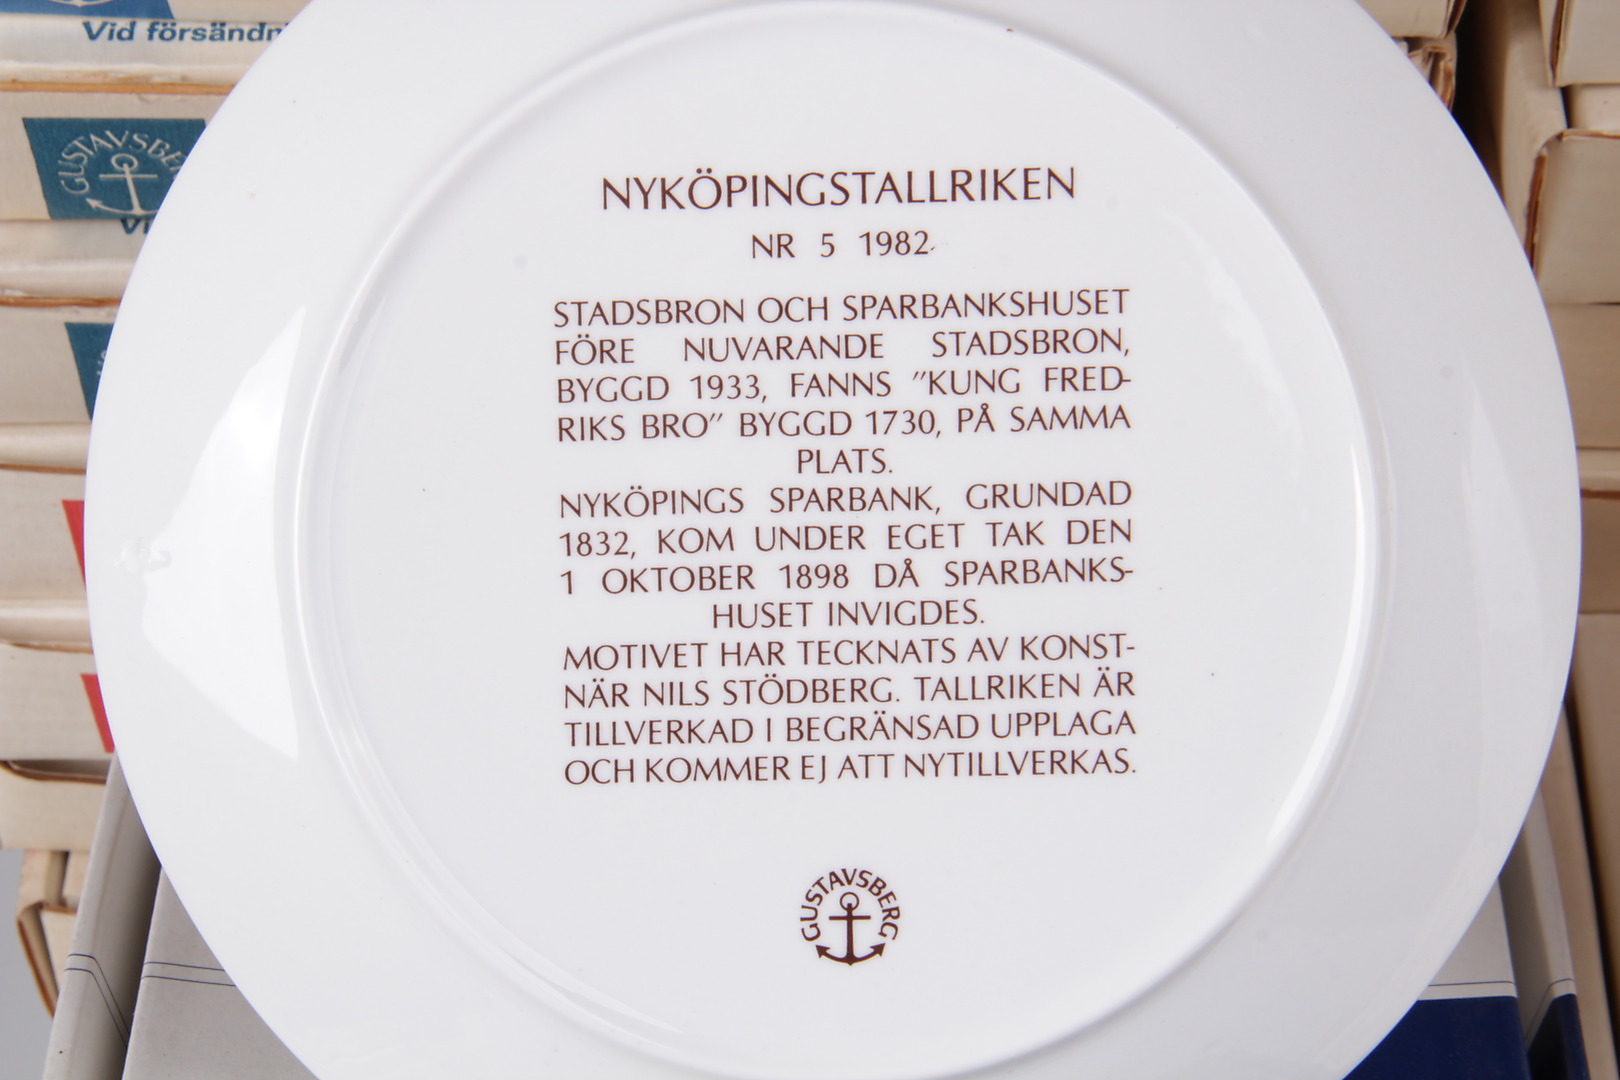 Vid försändn
GUSTAVSBE
NYKÖPINGSTALLRIKEN
NR 5 1982
STADSBRON OCH SPARBANKSHUSET
FÖRE NUVARANDE STADSBRON,
BYGGD 1933, FANNS "KUNG FRED-
RIKS BRO" BYGGD 1730, PÅ SAMMA
PLATS.
NYKÖPINGS SPARBANK, GRUNDAD
1832, KOM UNDER EGET TAK DEN
1 OKTOBER 1898 DÅ SPARBANKS-
HUSET INVIGDES.
MOTIVET HAR TECKNATS AV KONST-
NÄR NILS STÖDBERG. TALLRIKEN ÄR
TILLVERKAD I BEGRÄNSAD UPPLAGA
OCH KOMMER EJ ATT NYTILLVERKAS.
GUSTAVSBERG